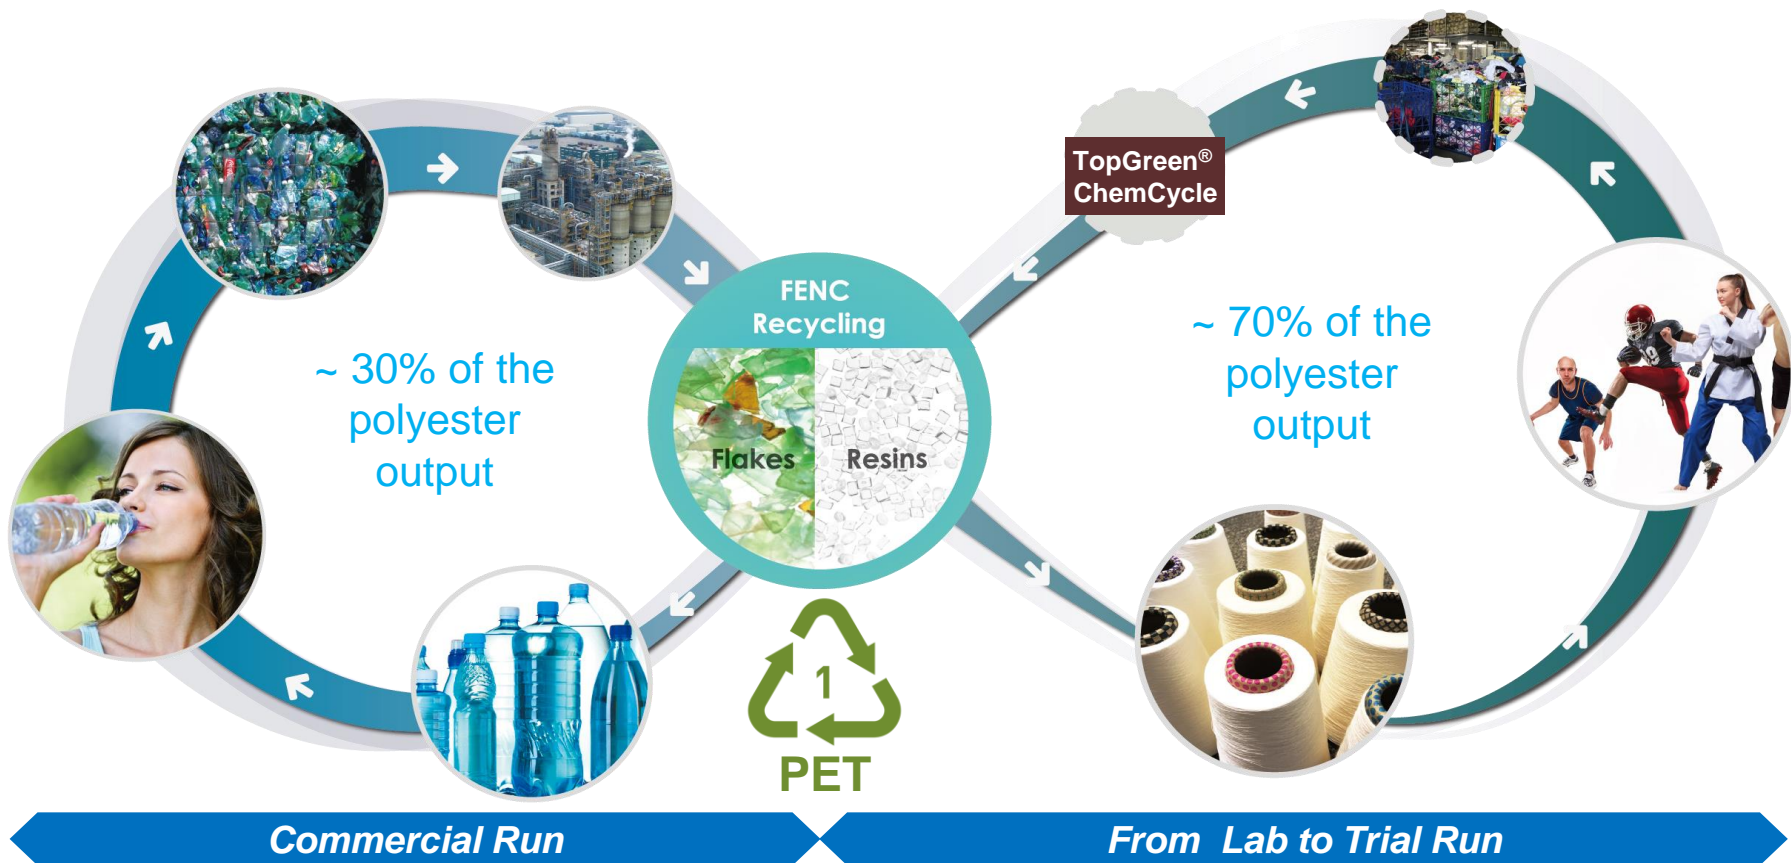 TopGreen®
ChemCycle
FENC
Recycling
~ 30% of the
polyester
output
~ 70% of the
polyester
output
Flakes
Resins
1
PET
Commercial Run
From Lab to Trial Run